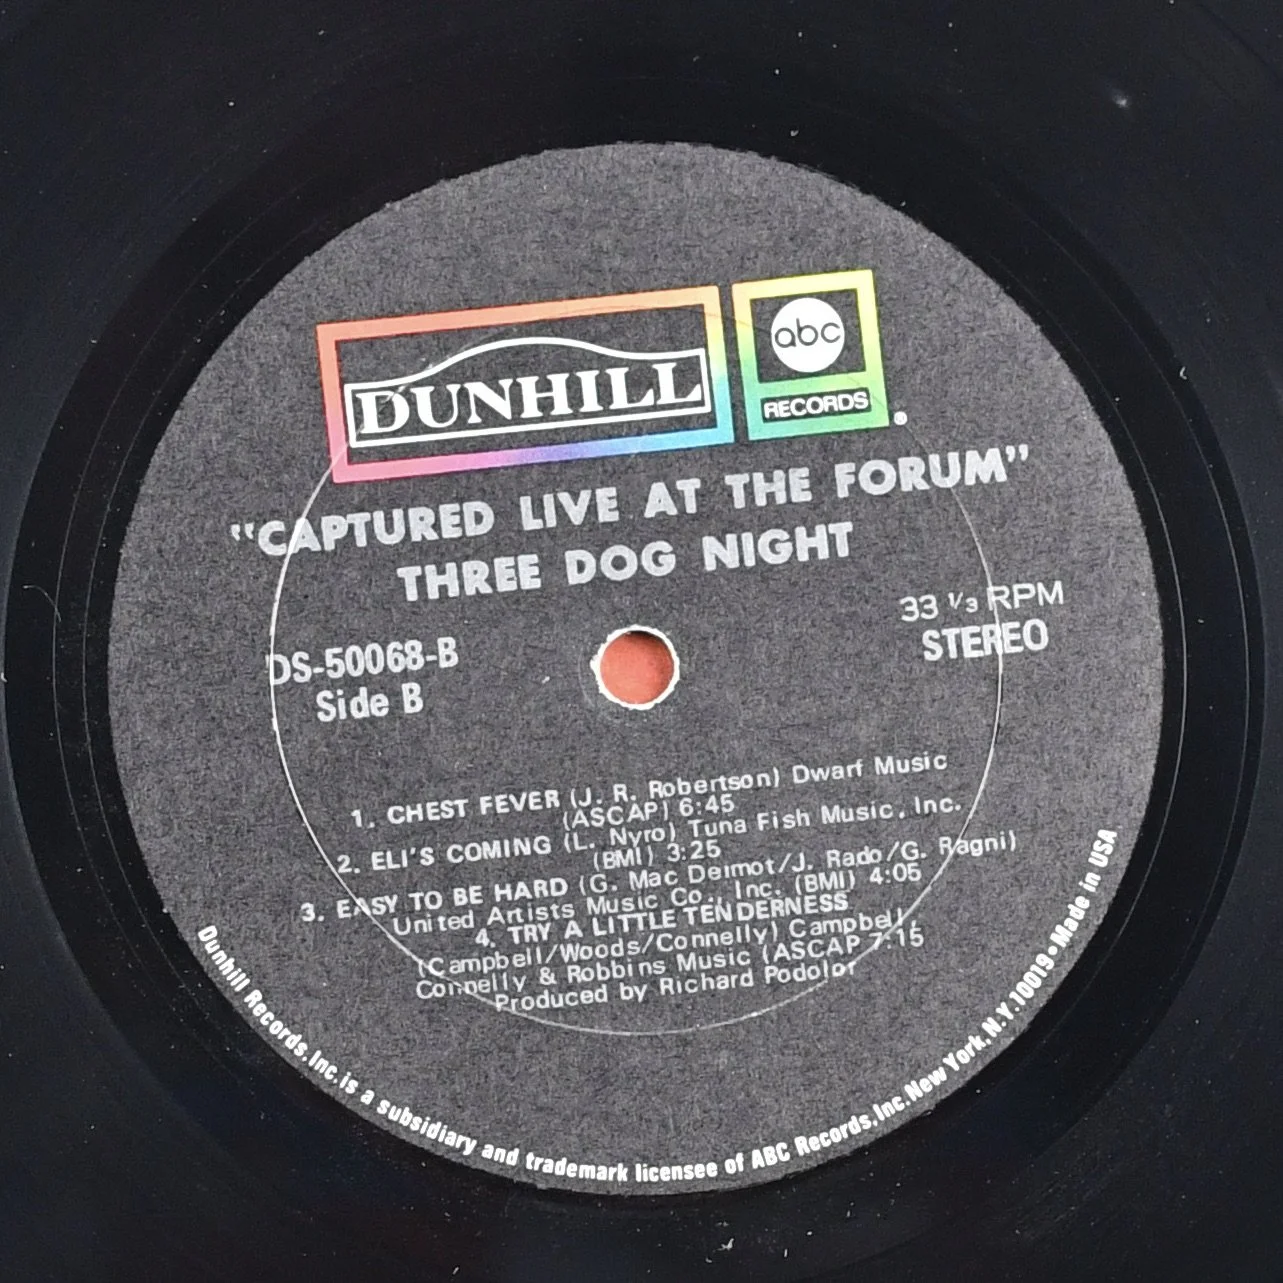 DUNHILL
abc
RECORDS
®
"CAPTURED LIVE AT THE FORUM"
THREE DOG NIGHT
DS-50068-B
Side B
33 1/3 RPM
STEREO
1. CHEST FEVER (J. R. Robertson) Dwarf Music
(ASCAP) 6:45
2. ELI'S COMING (L. Nyro) Tuna Fish Music, Inc.
(BMI) 3:25
3. EASY TO BE HARD (G. Mac Deimot/J. Rado/G. Ragni)
United Artists Music Co., Inc. (BMI) 4:05
4. TRY A LITTLE TENDERNESS
(Campbell/Woods/Connelly) Campbell,
Connelly & Robbins Music (ASCAP 7:15
Produced by Richard Podolor
Dunhill Records, Inc. is a subsidiary and trademark licensee of ABC Records, Inc. New York, N.Y. 10019 • Made in USA